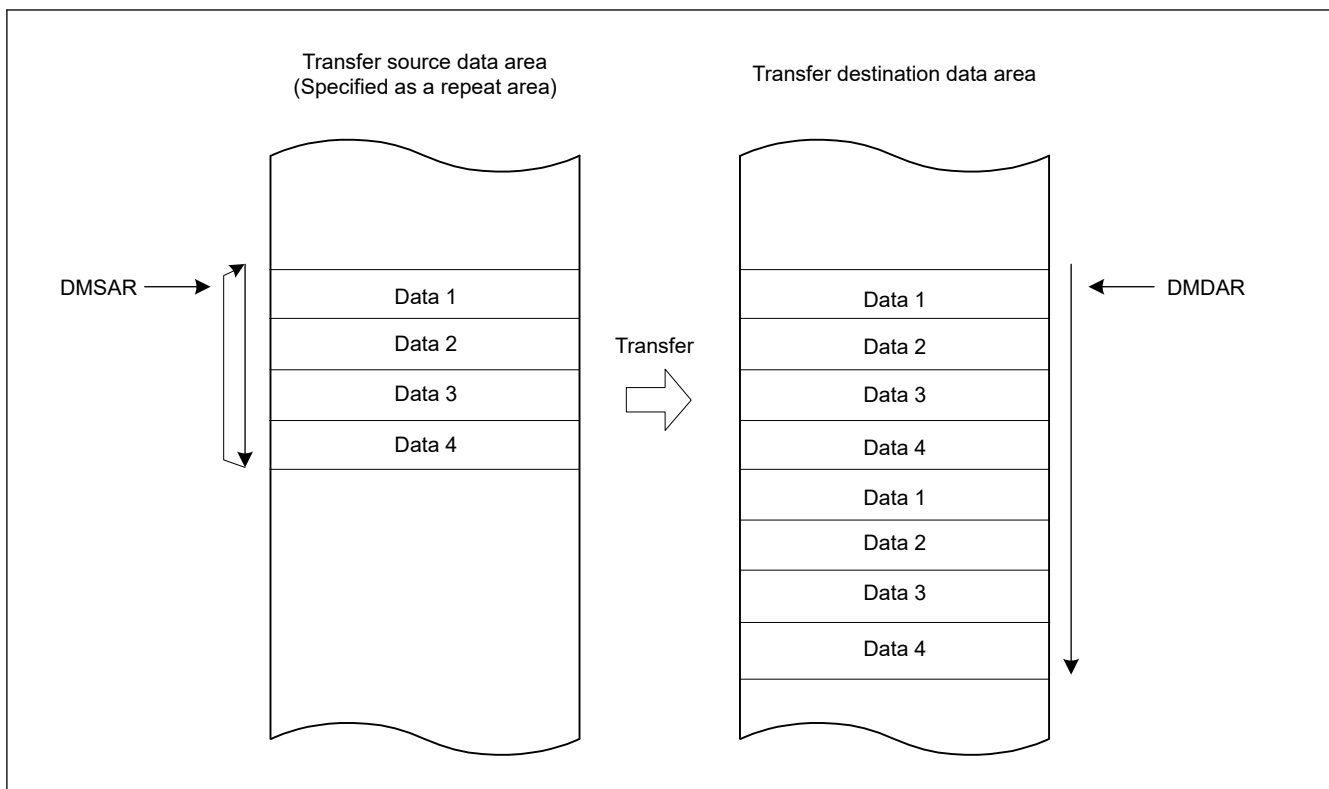 Transfer source data area
(Specified as a repeat area)
Transfer destination data area
DMSAR
Data 1
Data 2
Data 3
Data 4
Transfer
Data 1
Data 2
Data 3
Data 4
Data 1
Data 2
Data 3
Data 4
DMDAR